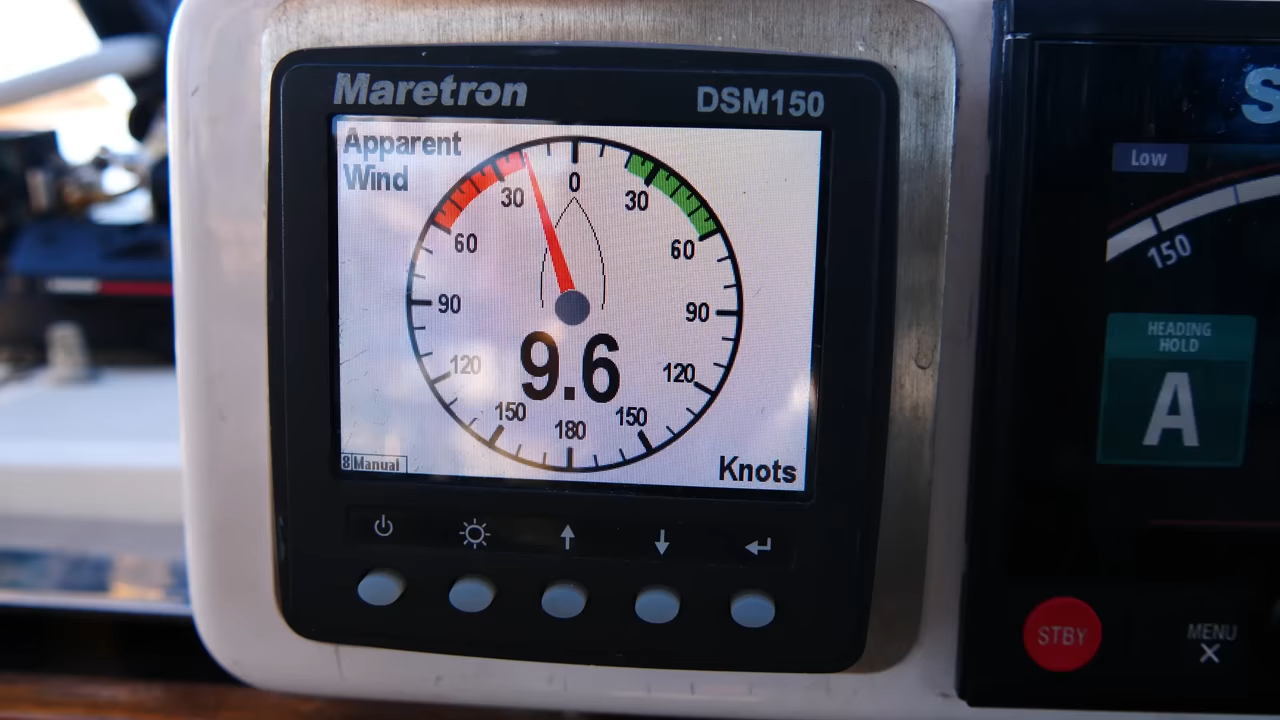 Maretron
DSM150
Apparent
Wind
0
30
30
60
60
90
90
120
120
150
150
180
9.6
8 Manual
Knots
S
Low
150
HEADING
HOLD
A
STBY
MENU
X